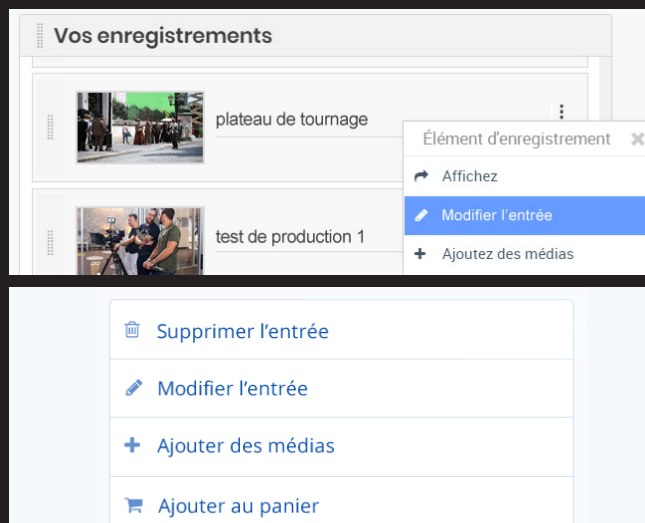 Vos enregistrements
plateau de tournage
Élément d'enregistrement
Affichez
Modifier l'entrée
test de production 1
Ajoutez des médias
Supprimer l’entrée
Modifier l’entrée
Ajouter des médias
Ajouter au panier